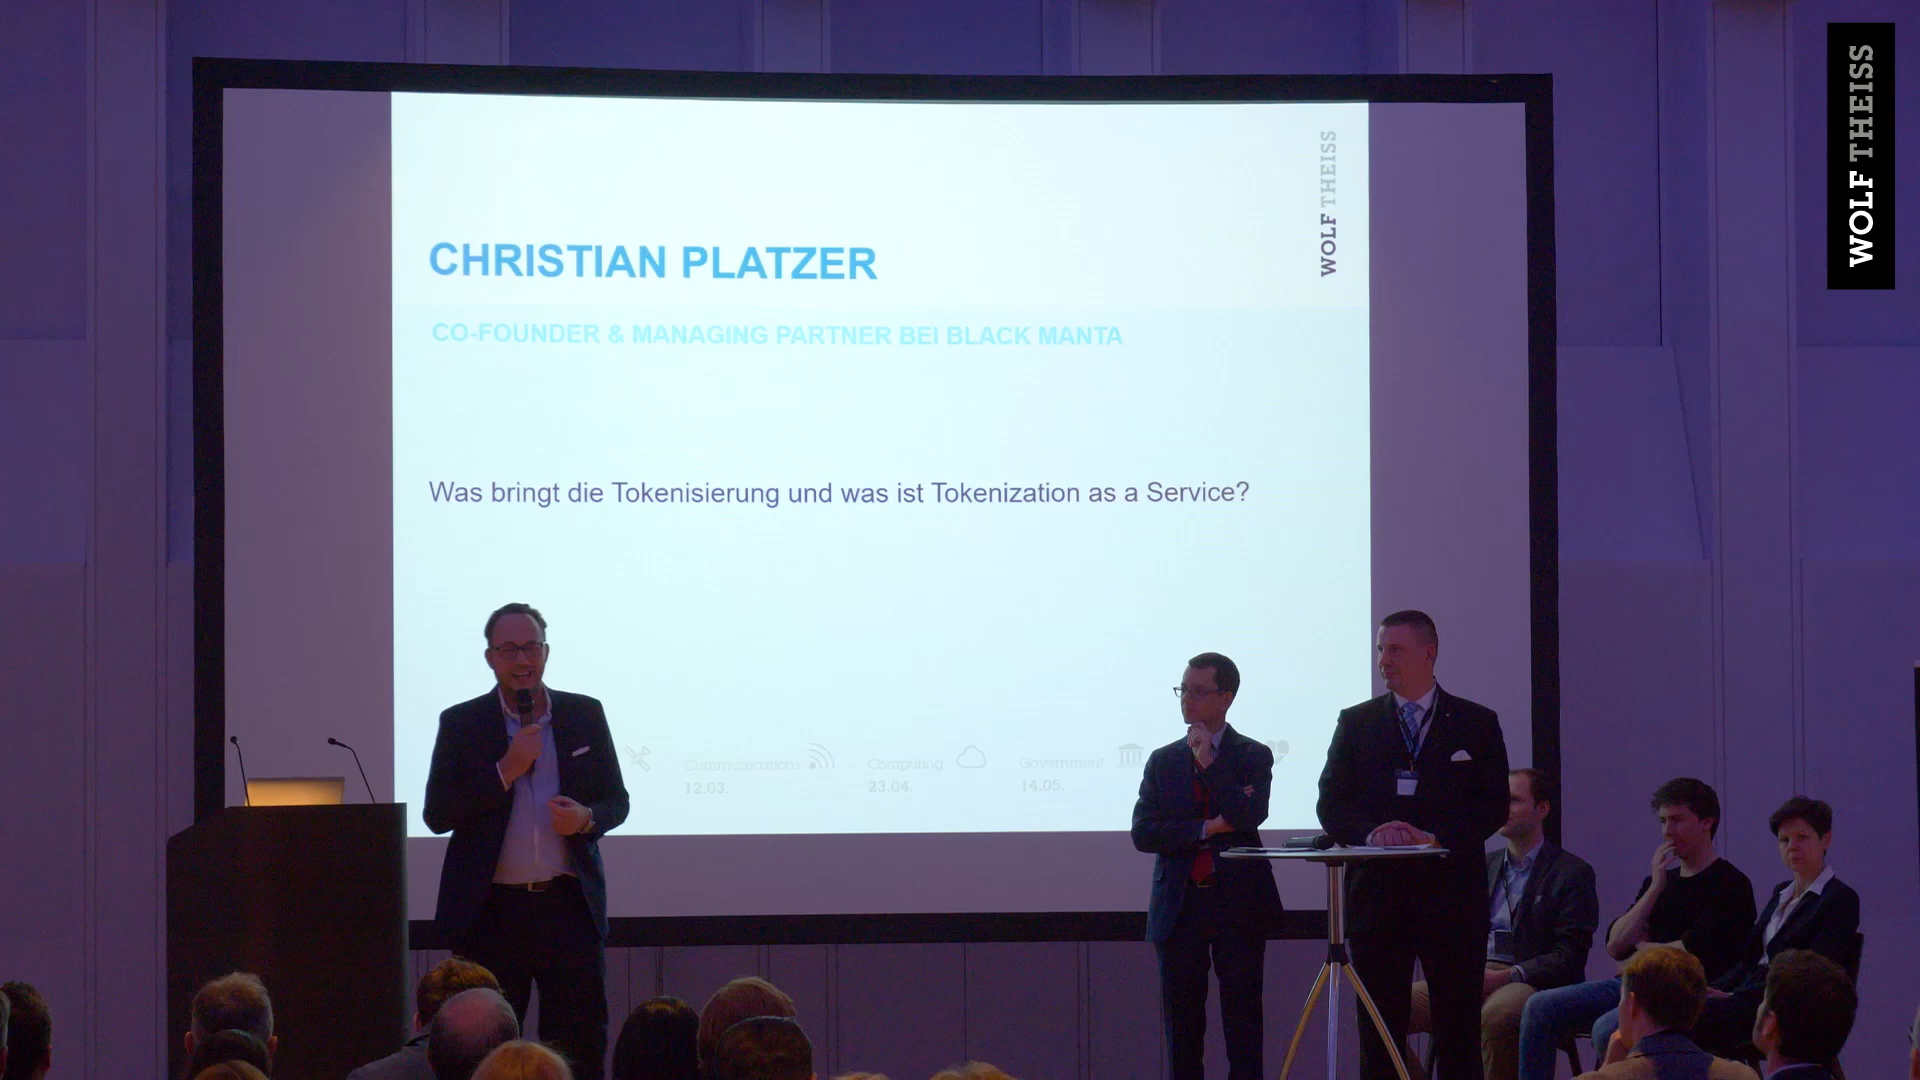 WOLF THEISS
WOLF THEISS
CHRISTIAN PLATZER
CO-FOUNDER & MANAGING PARTNER BEI BLACK MANTA
Was bringt die Tokenisierung und was ist Tokenization as a Service?
Communications
12.03.
Computing
23.04.
Government
14.05.